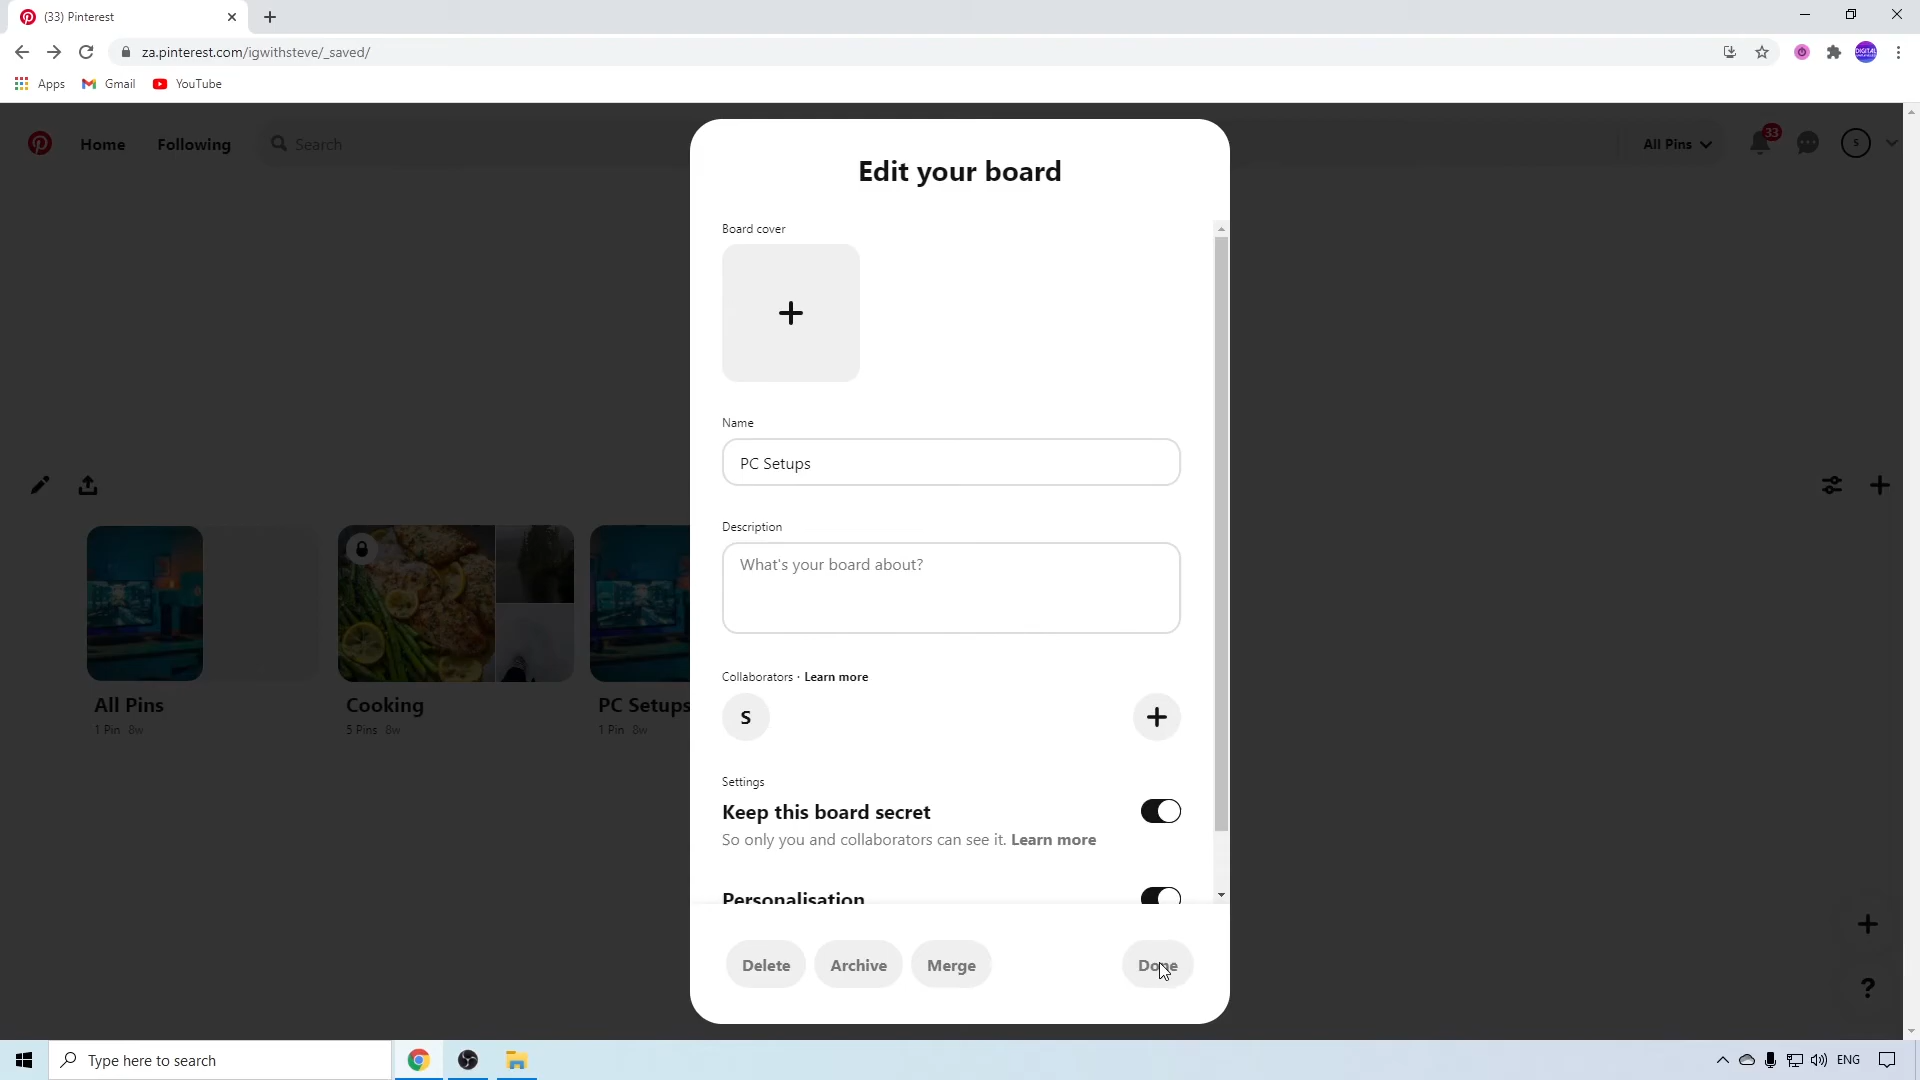 (33) Pinterest
za.pinterest.com/igwithsteve/_saved/
Apps Gmail YouTube
Home Following Search All Pins 33 S
Edit your board
Board cover
Name
PC Setups
Description
What's your board about?
Collaborators · Learn more
S
Settings
Keep this board secret
So only you and collaborators can see it. Learn more
Personalisation
Delete Archive Merge Done
All Pins
1 Pin 8w
Cooking
5 Pins 8w
PC Setups
1 Pin 8w
?
Type here to search
ENG